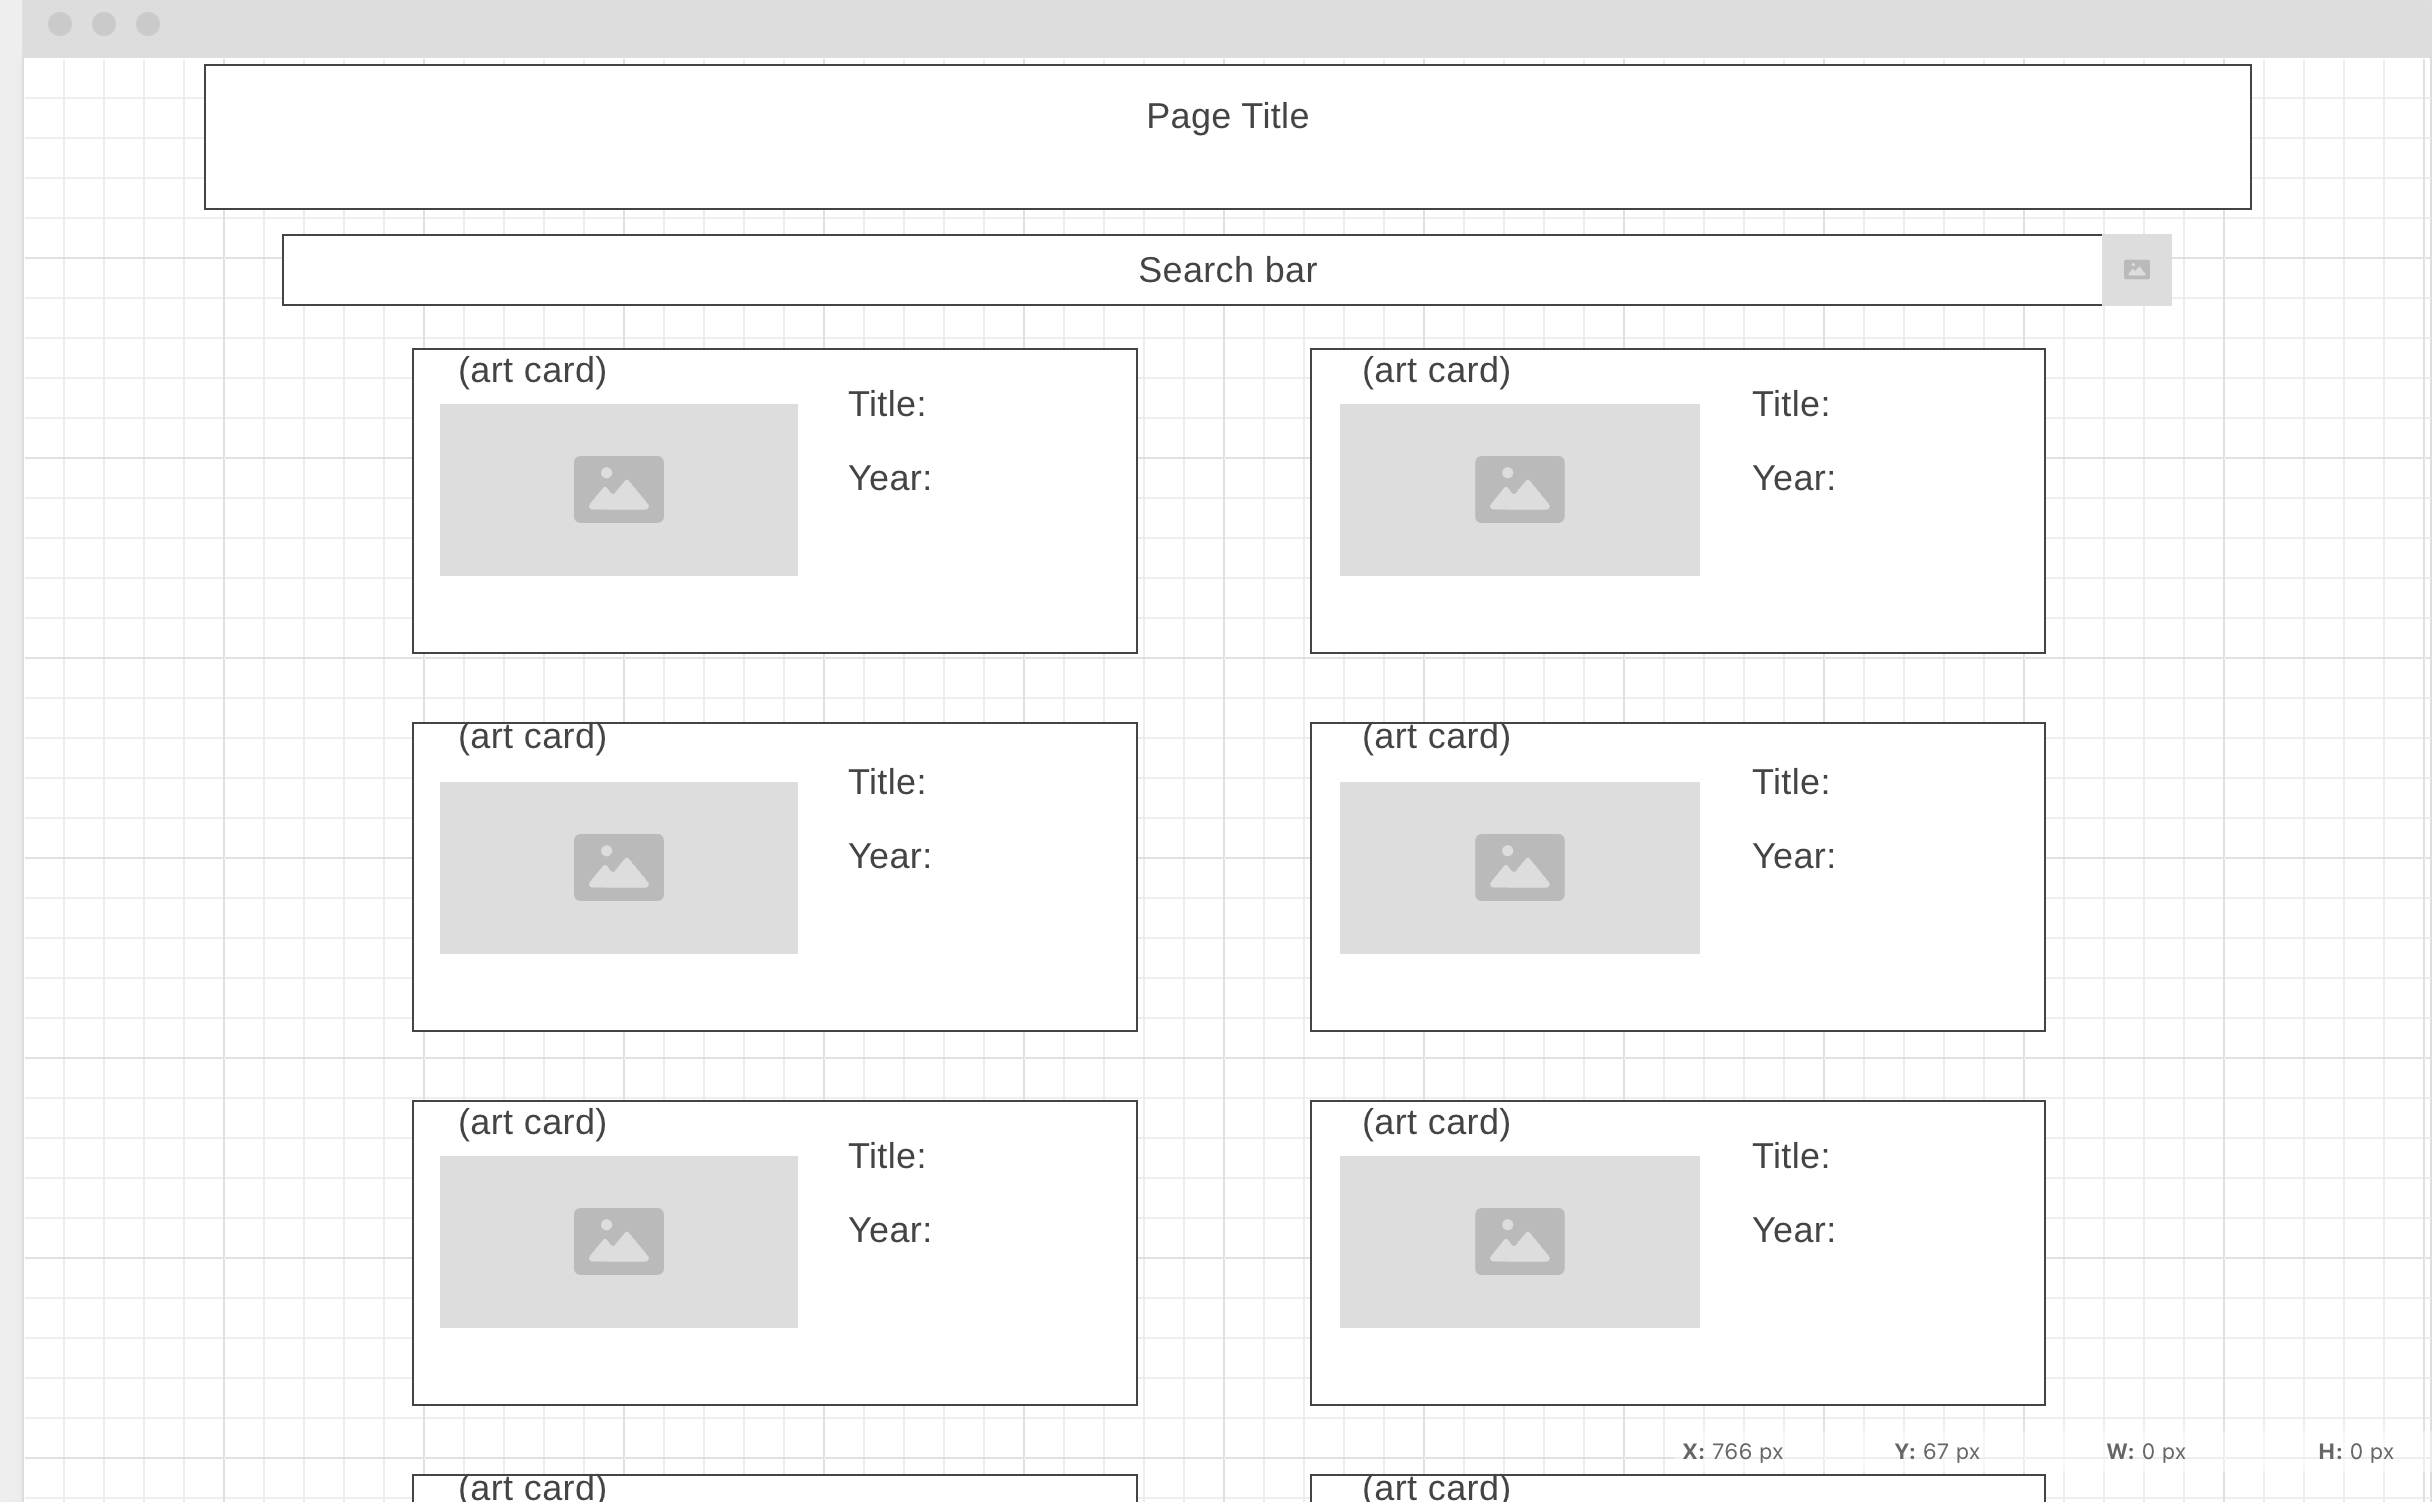 Page Title
Search bar
(art card)
Title:
Year:
(art card)
Title:
Year:
(art card)
Title:
Year:
(art card)
Title:
Year:
(art card)
Title:
Year:
(art card)
Title:
Year:
X: 766 px Y: 67 px W: 0 px H: 0 px
(art card)
(art card)